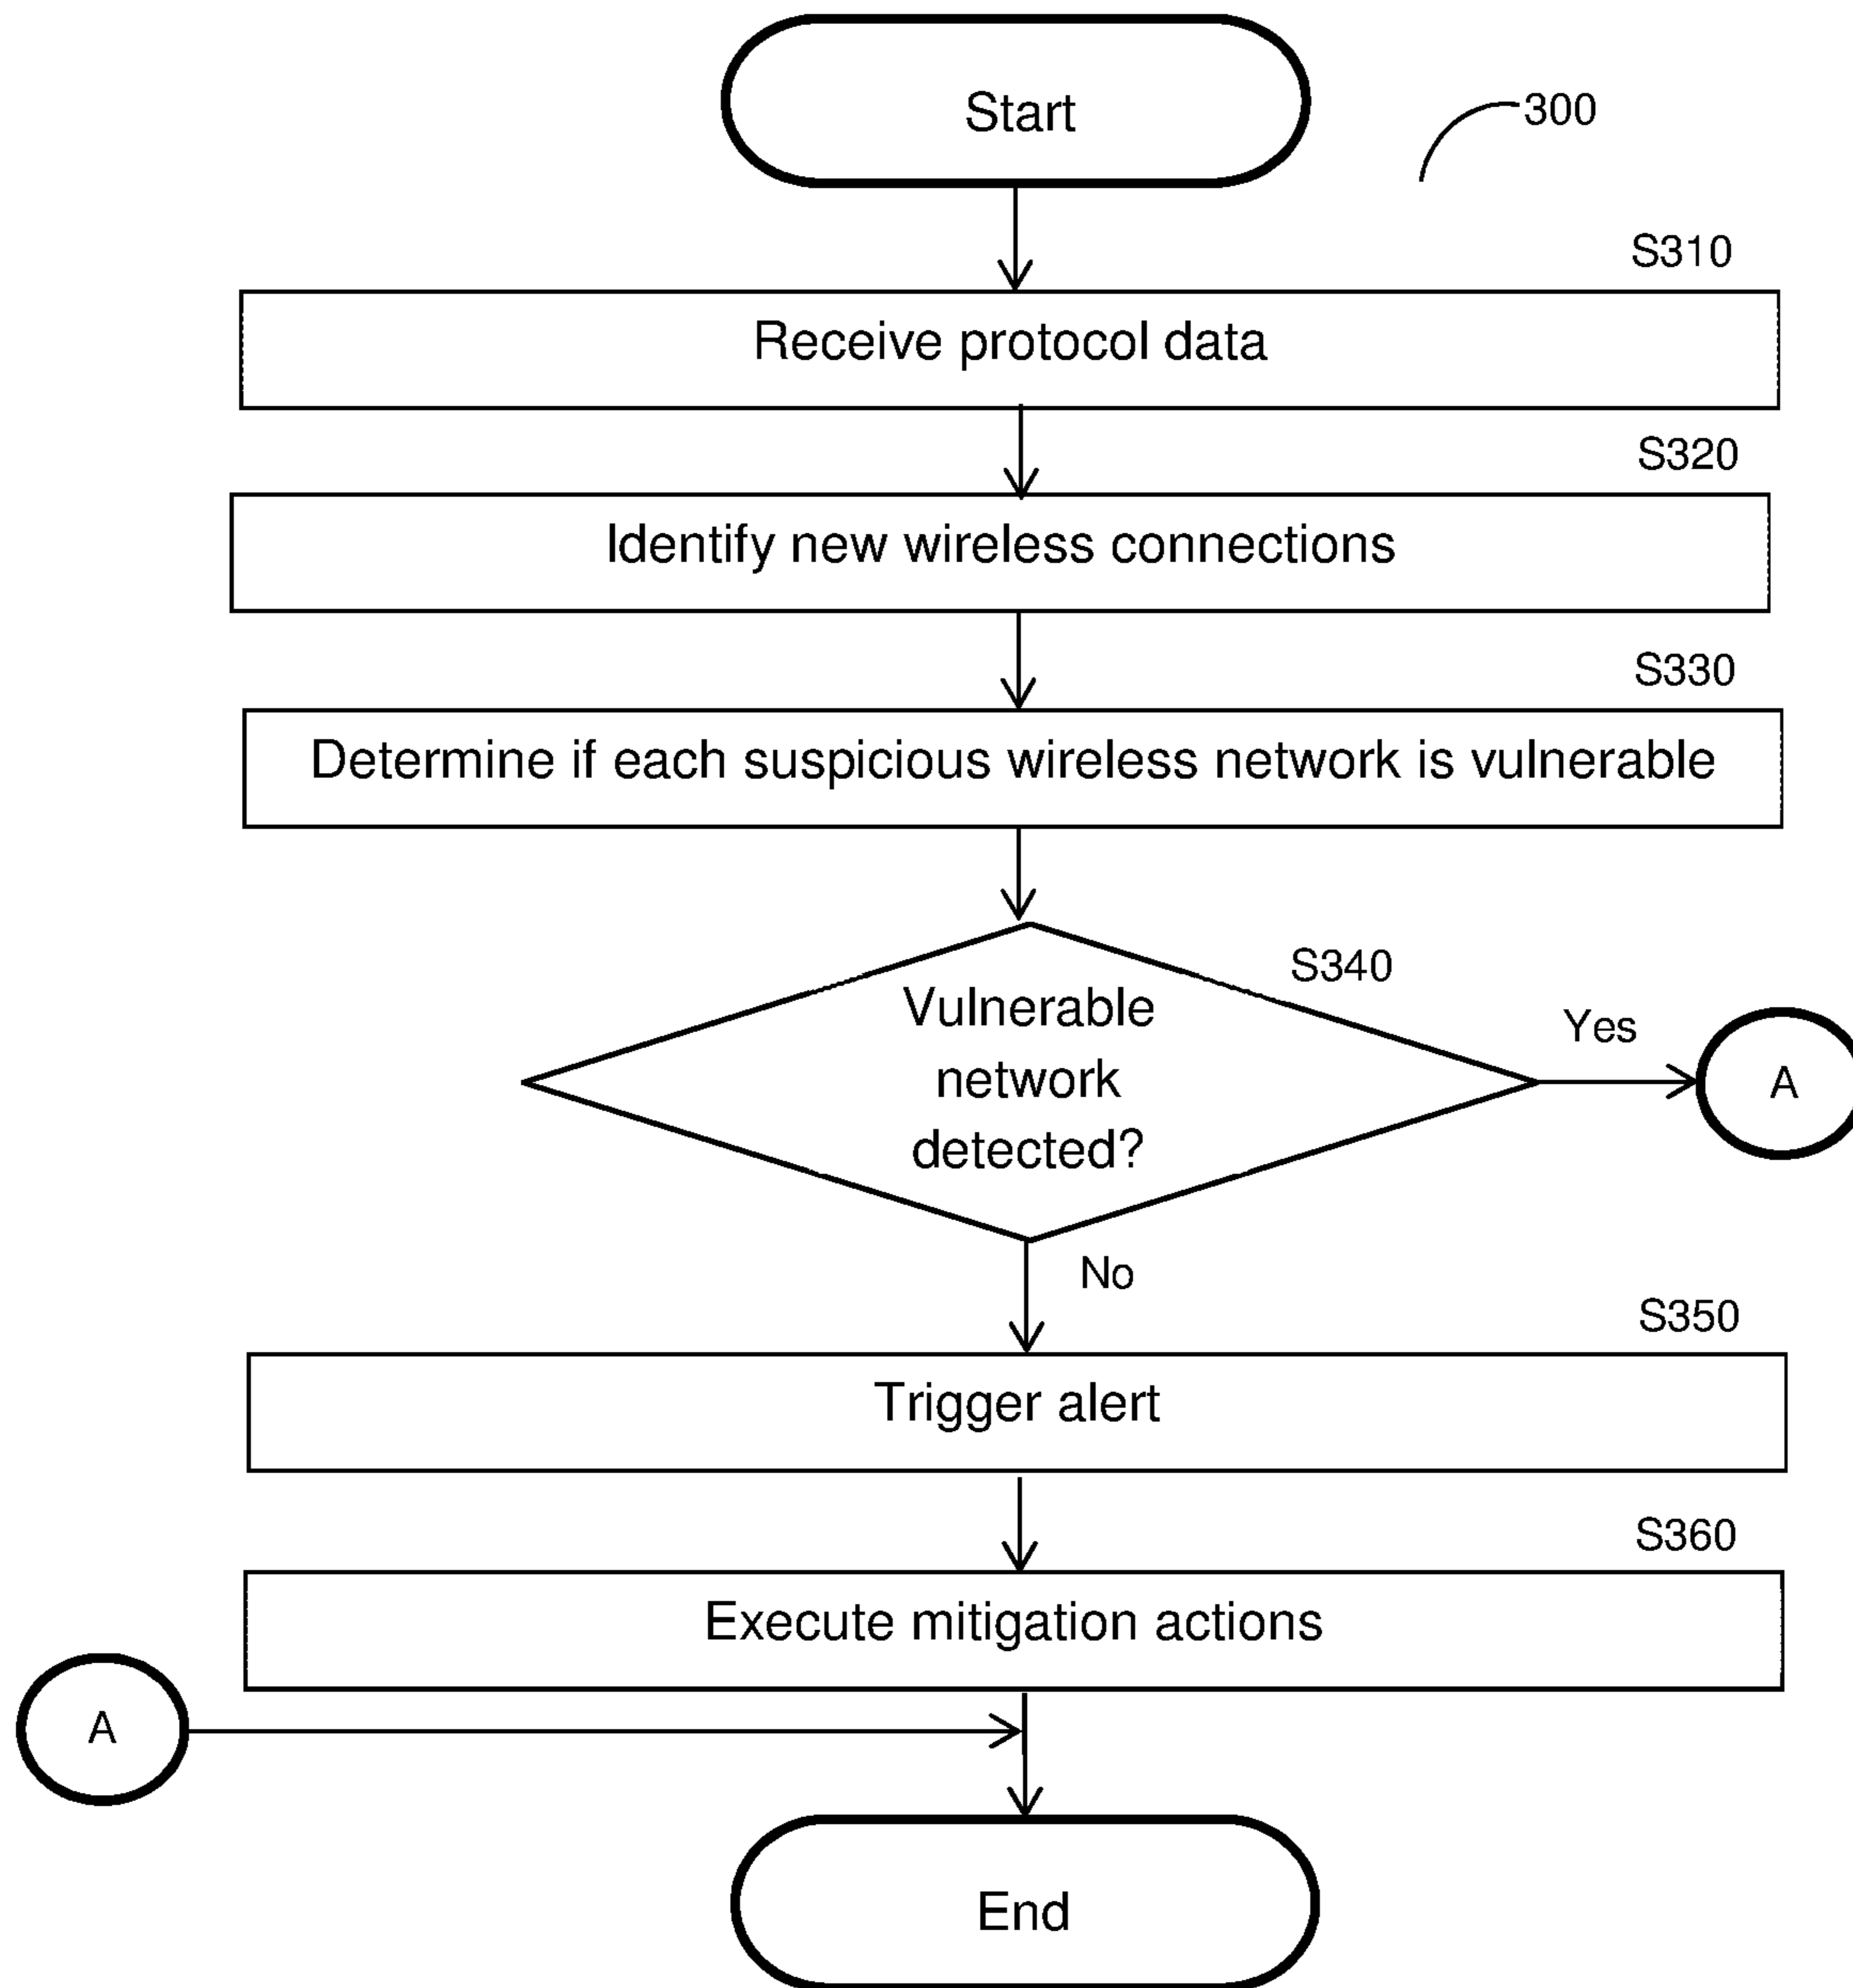 Start
300
S310
Receive protocol data
S320
Identify new wireless connections
S330
Determine if each suspicious wireless network is vulnerable
S340
Vulnerable
network
detected?
Yes
A
No
S350
Trigger alert
S360
Execute mitigation actions
A
End